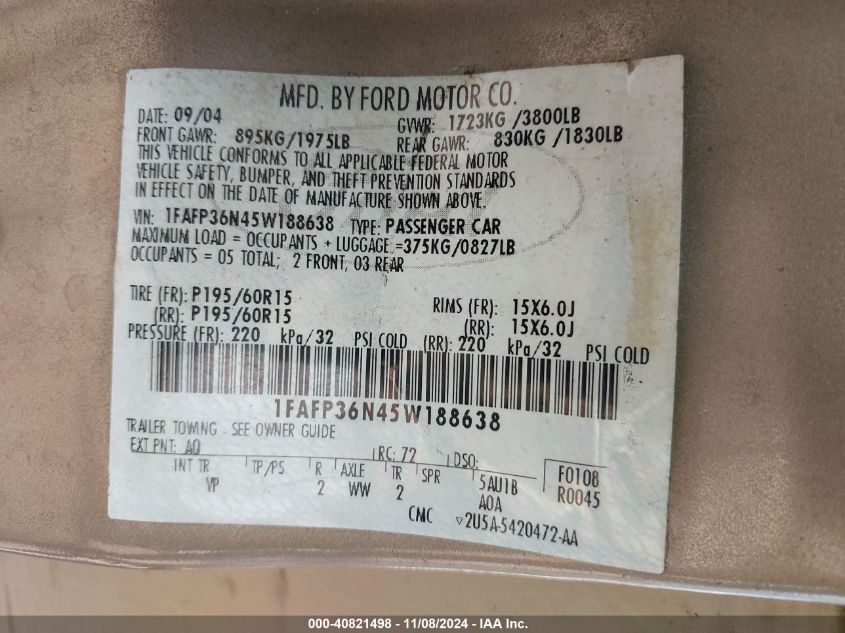 MFD. BY FORD MOTOR CO.
DATE: 09/04 GVWR: 1723KG /3800LB
FRONT GAWR: 895KG/1975LB REAR GAWR: 830KG /1830LB
THIS VEHICLE CONFORMS TO ALL APPLICABLE FEDERAL MOTOR
VEHICLE SAFETY, BUMPER, AND THEFT PREVENTION STANDARDS
IN EFFECT ON THE DATE OF MANUFACTURE SHOWN ABOVE.
VIN: 1FAFP36N45W188638 TYPE: PASSENGER CAR
MAXIMUM LOAD = OCCUPANTS + LUGGAGE =375KG/0827LB
OCCUPANTS = 05 TOTAL; 2 FRONT, 03 REAR
TIRE (FR): P195/60R15 RIMS (FR): 15X6.0J
(RR): P195/60R15 (RR): 15X6.0J
PRESSURE (FR): 220 kPa/32 PSI COLD (RR): 220 kPa/32 PSI COLD
1FAFP36N45W188638
TRAILER TOWING - SEE OWNER GUIDE
EXT PNT: AQ RC: 72 DSO:
INT TR TP/PS R AXLE TR SPR 5AU1B F0108
VP 2 WW 2 A0A R0045
CMC 2U5A-5420472-AA
000-40821498 - 11/08/2024 - US - IAA Inc.